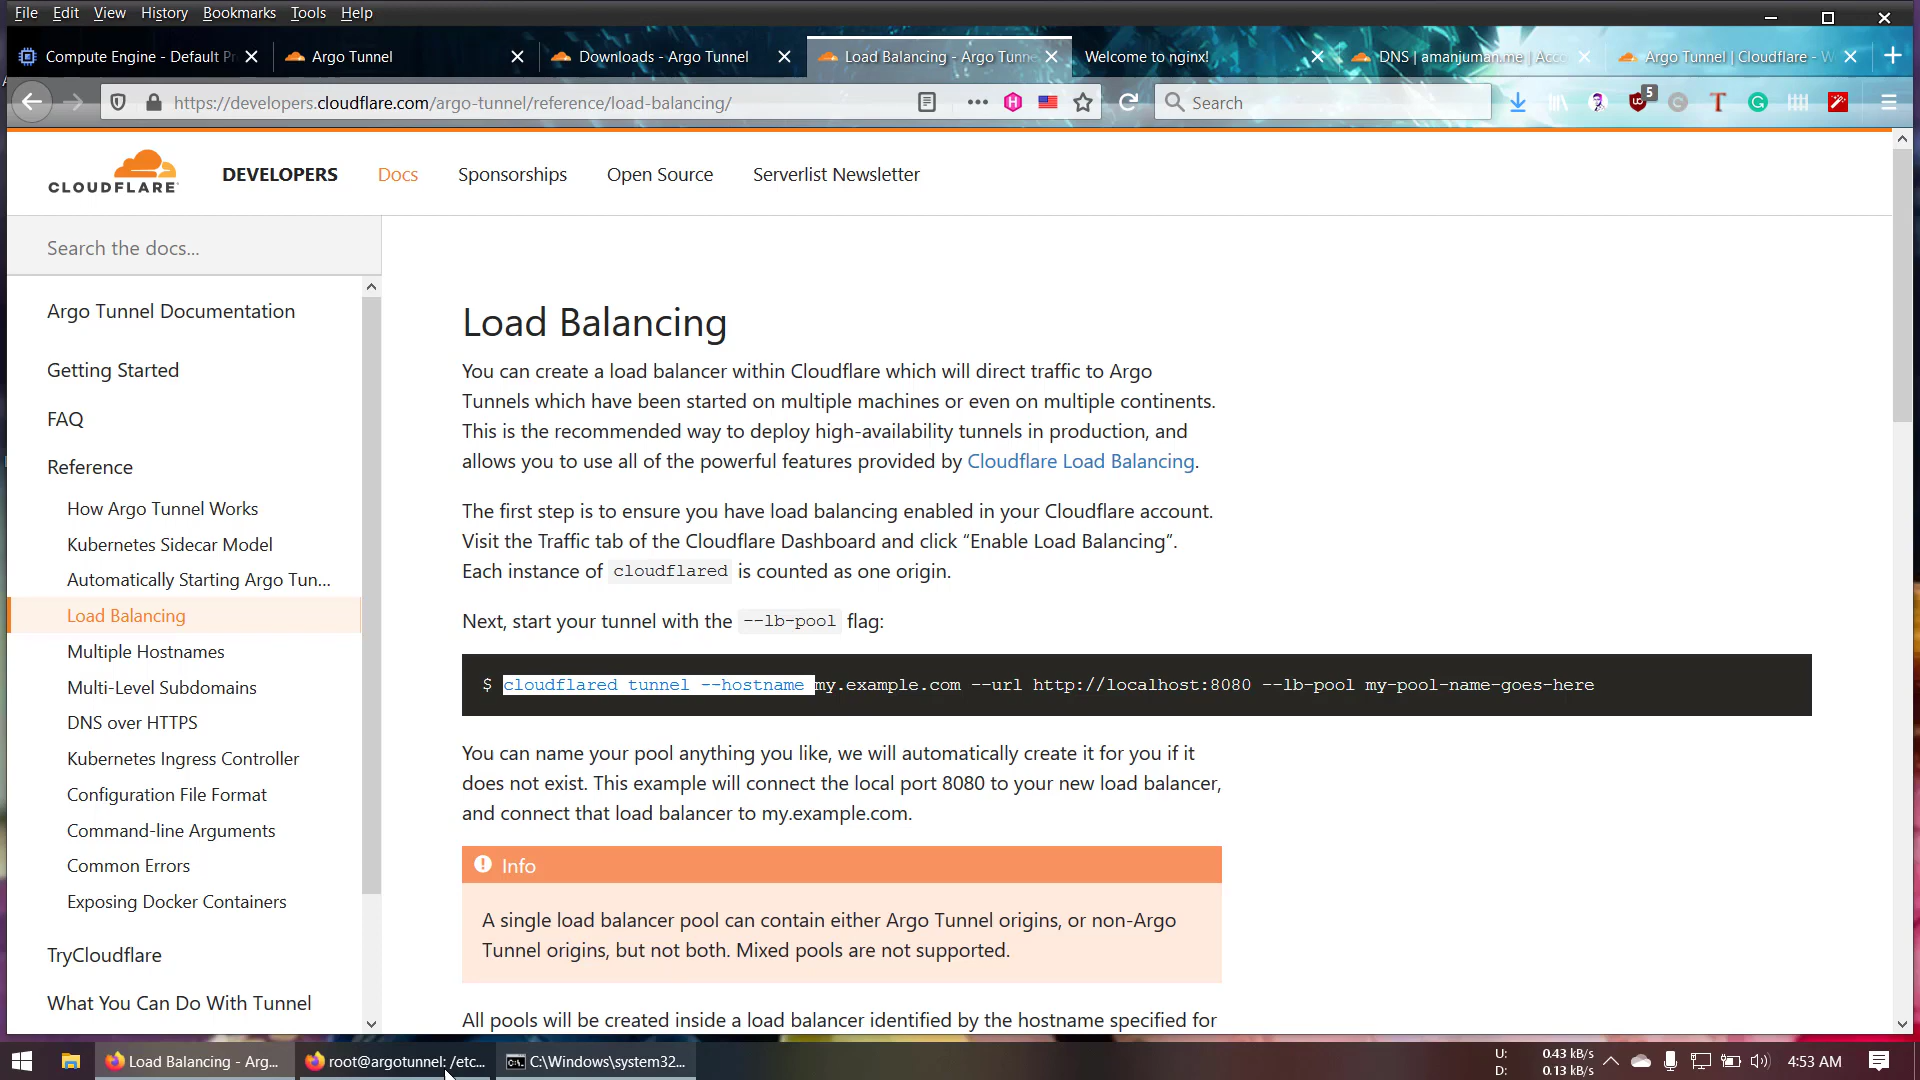 File Edit View History Bookmarks Tools Help
Compute Engine - Default Pr
Argo Tunnel
Downloads - Argo Tunnel
Load Balancing - Argo Tunne
Welcome to nginx!
DNS | amanjuman.me | Acc
Argo Tunnel | Cloudflare - W
https://developers.cloudflare.com/argo-tunnel/reference/load-balancing/
Search
5
CLOUDFLARE
DEVELOPERS
Docs
Sponsorships
Open Source
Serverlist Newsletter
Search the docs...
Argo Tunnel Documentation
Getting Started
FAQ
Reference
How Argo Tunnel Works
Kubernetes Sidecar Model
Automatically Starting Argo Tun...
Load Balancing
Multiple Hostnames
Multi-Level Subdomains
DNS over HTTPS
Kubernetes Ingress Controller
Configuration File Format
Command-line Arguments
Common Errors
Exposing Docker Containers
TryCloudflare
What You Can Do With Tunnel
Load Balancing
You can create a load balancer within Cloudflare which will direct traffic to Argo
Tunnels which have been started on multiple machines or even on multiple continents.
This is the recommended way to deploy high-availability tunnels in production, and
allows you to use all of the powerful features provided by Cloudflare Load Balancing.
The first step is to ensure you have load balancing enabled in your Cloudflare account.
Visit the Traffic tab of the Cloudflare Dashboard and click “Enable Load Balancing”.
Each instance of cloudflared is counted as one origin.
Next, start your tunnel with the --lb-pool flag:
$ cloudflared tunnel --hostname my.example.com --url http://localhost:8080 --lb-pool my-pool-name-goes-here
You can name your pool anything you like, we will automatically create it for you if it
does not exist. This example will connect the local port 8080 to your new load balancer,
and connect that load balancer to my.example.com.
Info
A single load balancer pool can contain either Argo Tunnel origins, or non-Argo
Tunnel origins, but not both. Mixed pools are not supported.
All pools will be created inside a load balancer identified by the hostname specified for
Load Balancing - Arg...
root@argotunnel: /etc...
C:\Windows\system32...
U: 0.43 kB/s
D: 0.13 kB/s
4:53 AM